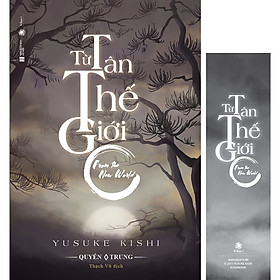 Từ
Tân
Thế
Giới
From the
New World
YUSUKE KISHI
QUYỂN TRUNG
Thạch Vũ dịch
Từ
Tân
Thế
Giới
From the
New World